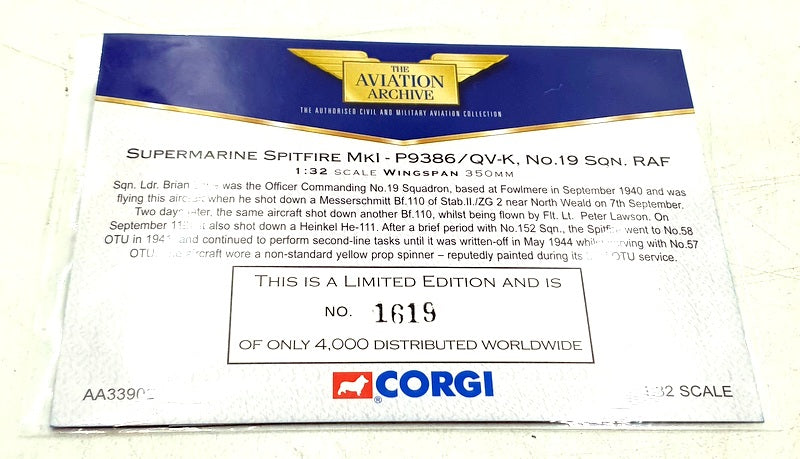 THE
AVIATION
ARCHIVE
THE AUTHORISED CIVIL AND MILITARY AVIATION COLLECTION
SUPERMARINE SPITFIRE MKI - P9386/QV-K, NO.19 SQN. RAF
1:32 SCALE WINGSPAN 350MM
Sqn. Ldr. Brian was the Officer Commanding No.19 Squadron, based at Fowlmere in September 1940 and was
flying this when he shot down a Messerschmitt Bf.110 of Stab.II./ZG 2 near North Weald on 7th September.
Two days later, the same aircraft shot down another Bf.110, whilst being flown by Flt. Lt. Peter Lawson. On
September also shot down a Heinkel He-111. After a brief period with No.152 Sqn., the went to No.58
OTU in and continued to perform second-line tasks until it was written-off in May 1944 whilst serving with No.57
OTU. aircraft wore a non-standard yellow prop spinner – reputedly painted during its OTU service.
THIS IS A LIMITED EDITION AND IS
NO. 1619
OF ONLY 4,000 DISTRIBUTED WORLDWIDE
CORGI®
1:32 SCALE